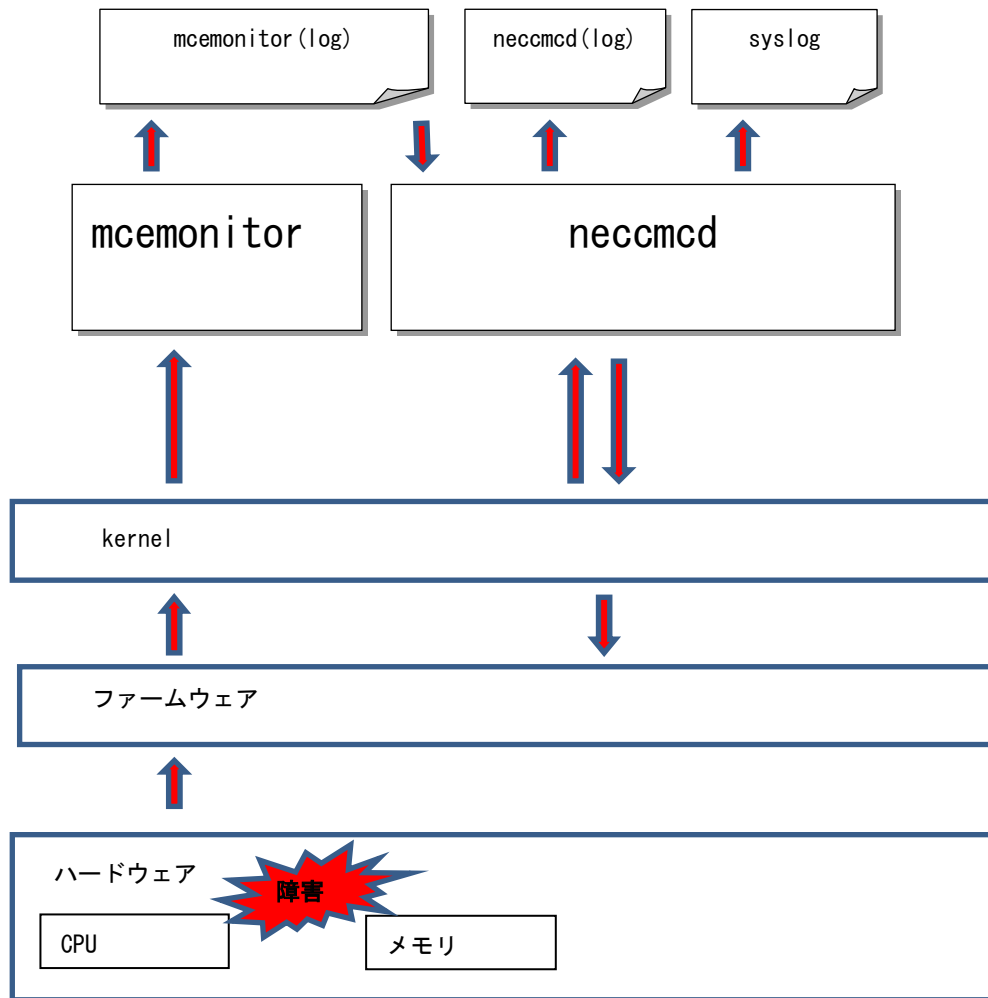 mcemonitor(log)
neccmcd(log)
syslog
mcemonitor
neccmcd
kernel
ファームウェア
ハードウェア
障害
CPU
メモリ